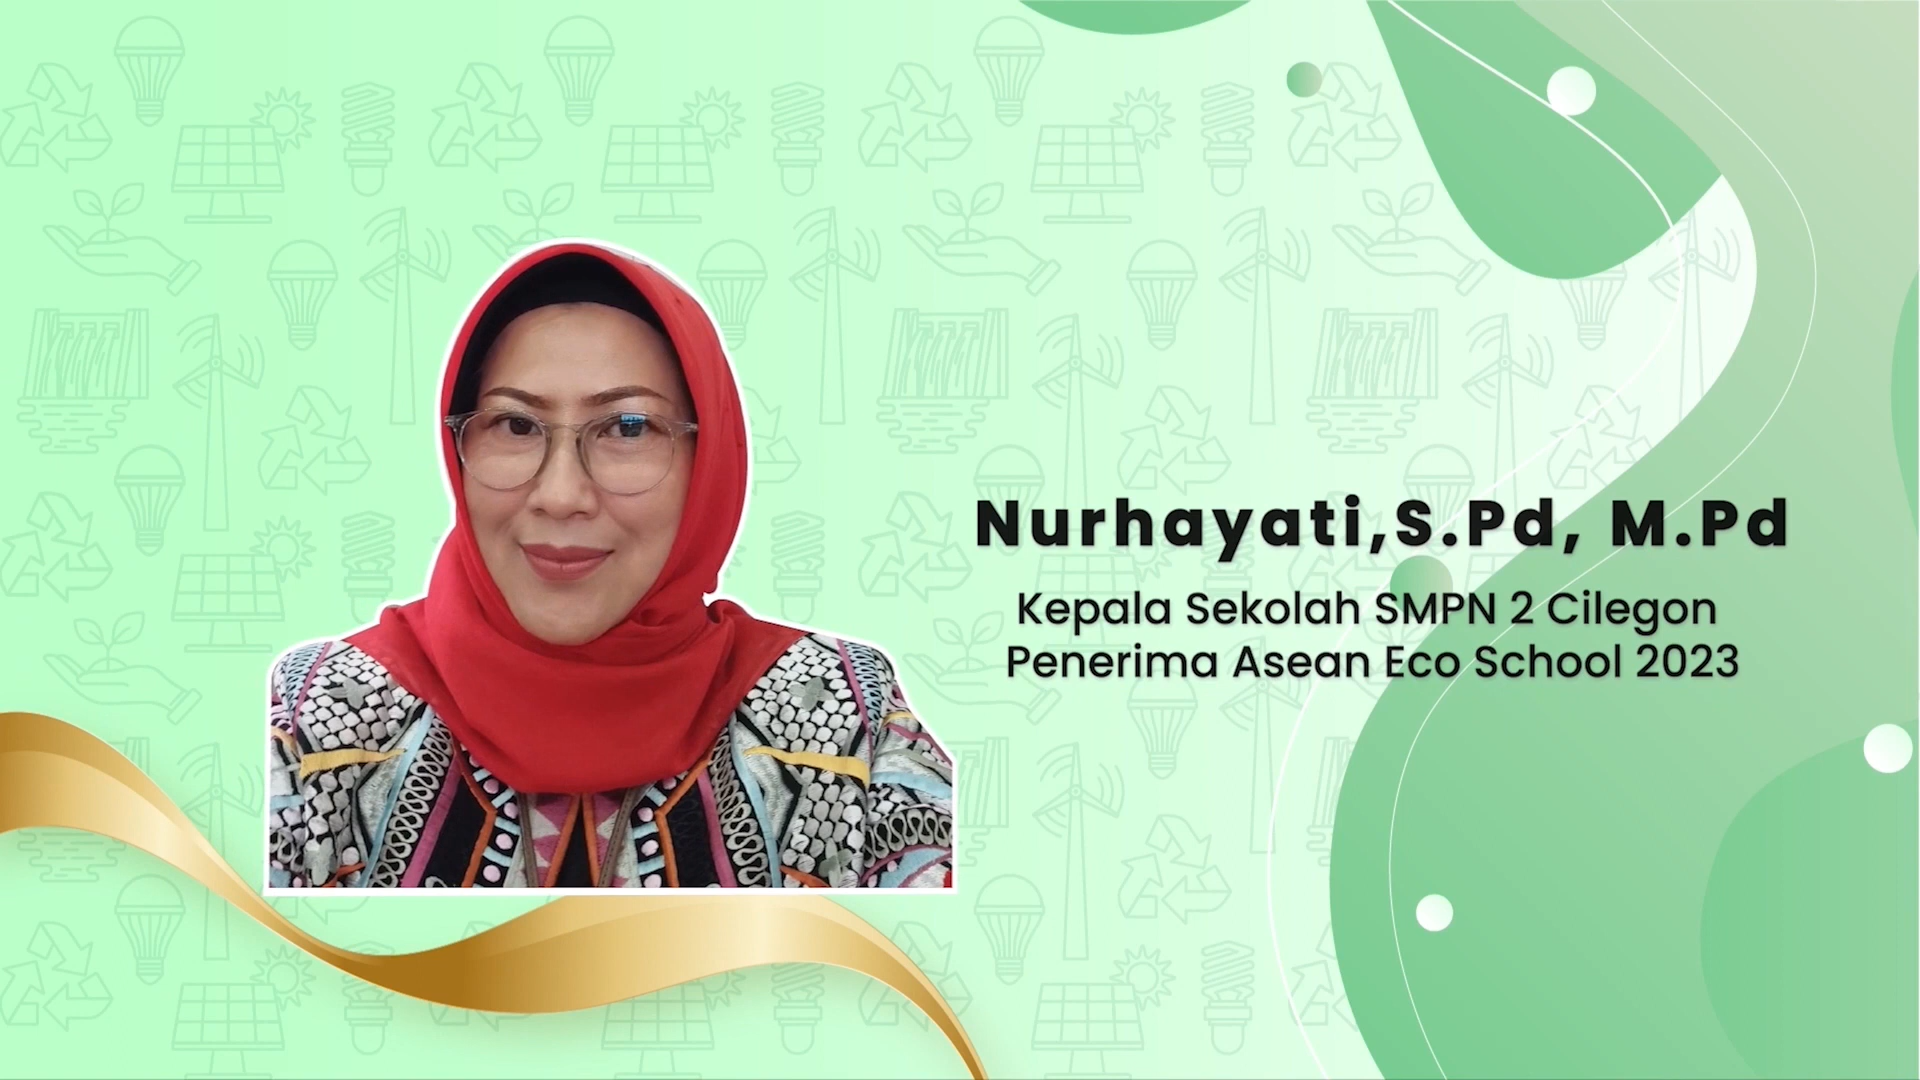 Nurhayati,S.Pd, M.Pd
Kepala Sekolah SMPN 2 Cilegon
Penerima Asean Eco School 2023